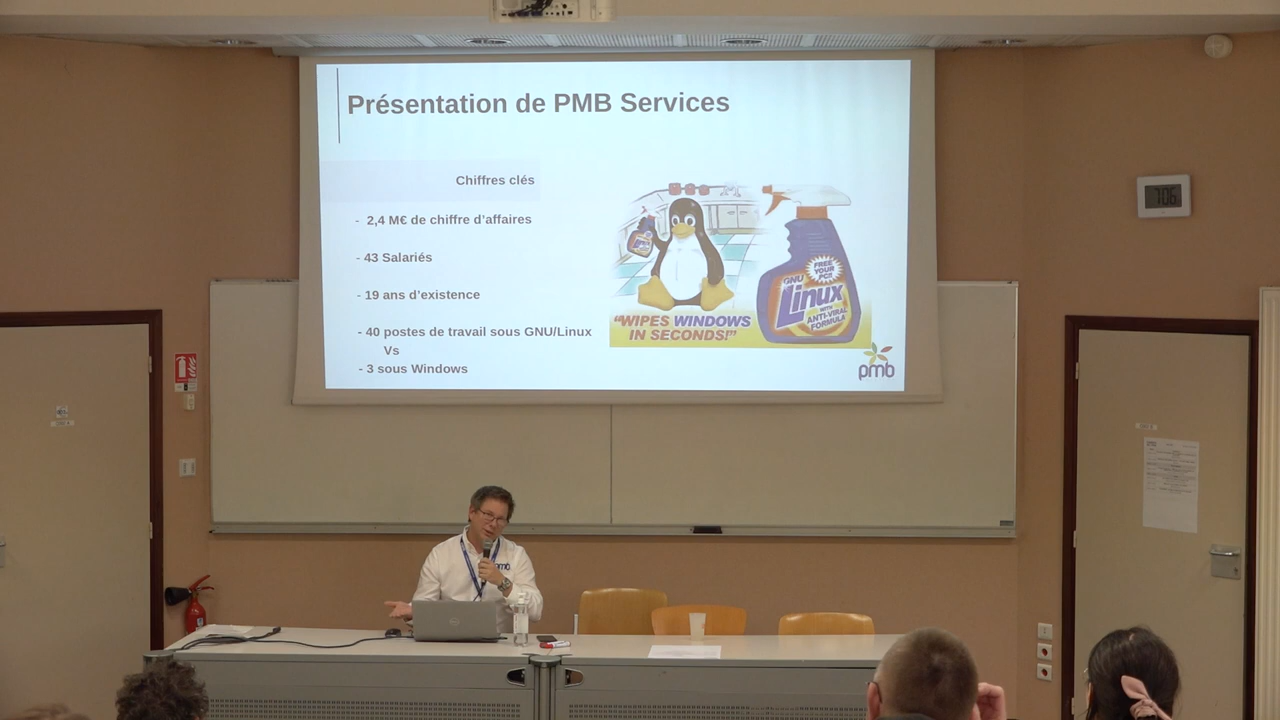 Présentation de PMB Services
Chiffres clés
- 2,4 M€ de chiffre d'affaires
- 43 Salariés
- 19 ans d'existence
- 40 postes de travail sous GNU/Linux
Vs
- 3 sous Windows
FREE
YOUR
PC!!
GNU
Linux
WITH
ANTI-VIRAL
FORMULA
"WIPES WINDOWS
IN SECONDS!"
pmb
706
pmb